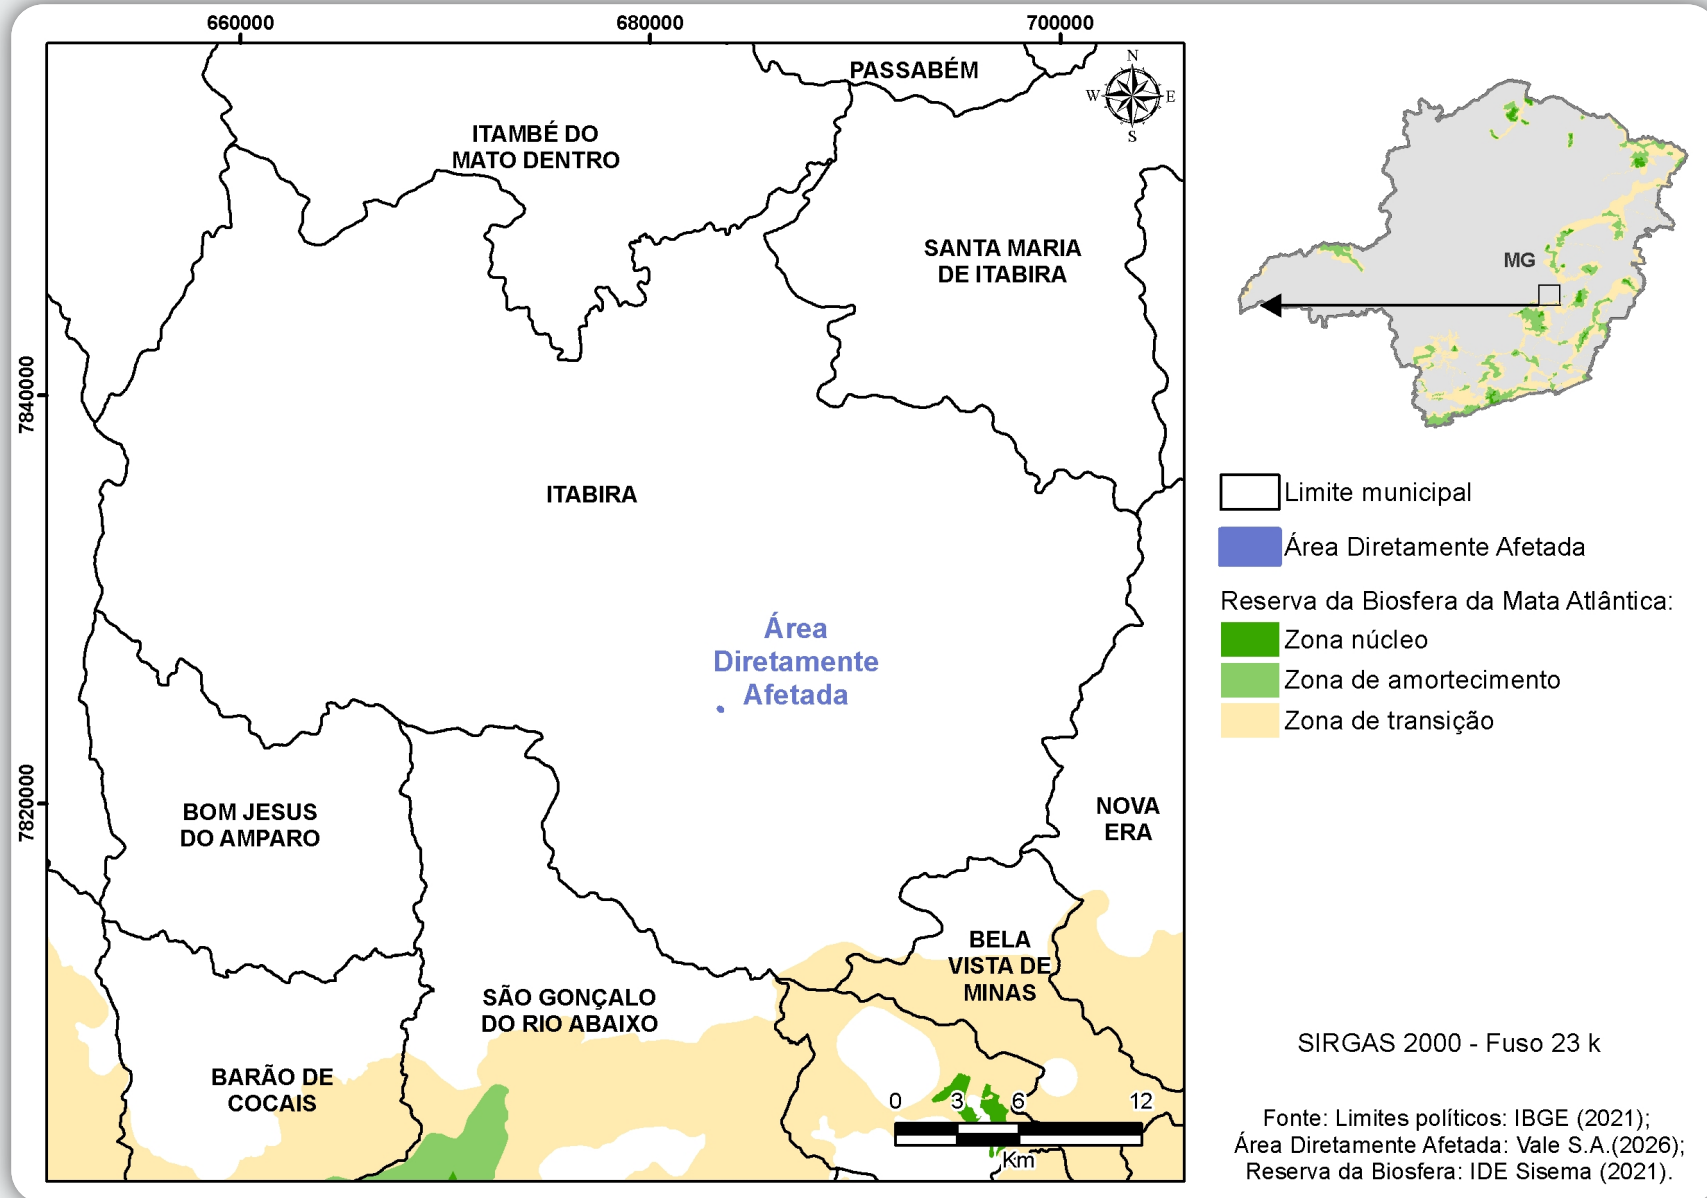 660000
680000
700000
PASSABÉM
N
W
E
S
ITAMBÉ DO
MATO DENTRO
SANTA MARIA
DE ITABIRA
MG
7840000
ITABIRA
Limite municipal
Área Diretamente Afetada
Reserva da Biosfera da Mata Atlântica:
Zona núcleo
Zona de amortecimento
Zona de transição
Área
Diretamente
Afetada
7820000
BOM JESUS
DO AMPARO
NOVA
ERA
BELA
VISTA DE
MINAS
SÃO GONÇALO
DO RIO ABAIXO
BARÃO DE
COCAIS
0
3
6
12
Km
SIRGAS 2000 - Fuso 23 k
Fonte: Limites políticos: IBGE (2021);
Área Diretamente Afetada: Vale S.A.(2026);
Reserva da Biosfera: IDE Sisema (2021).